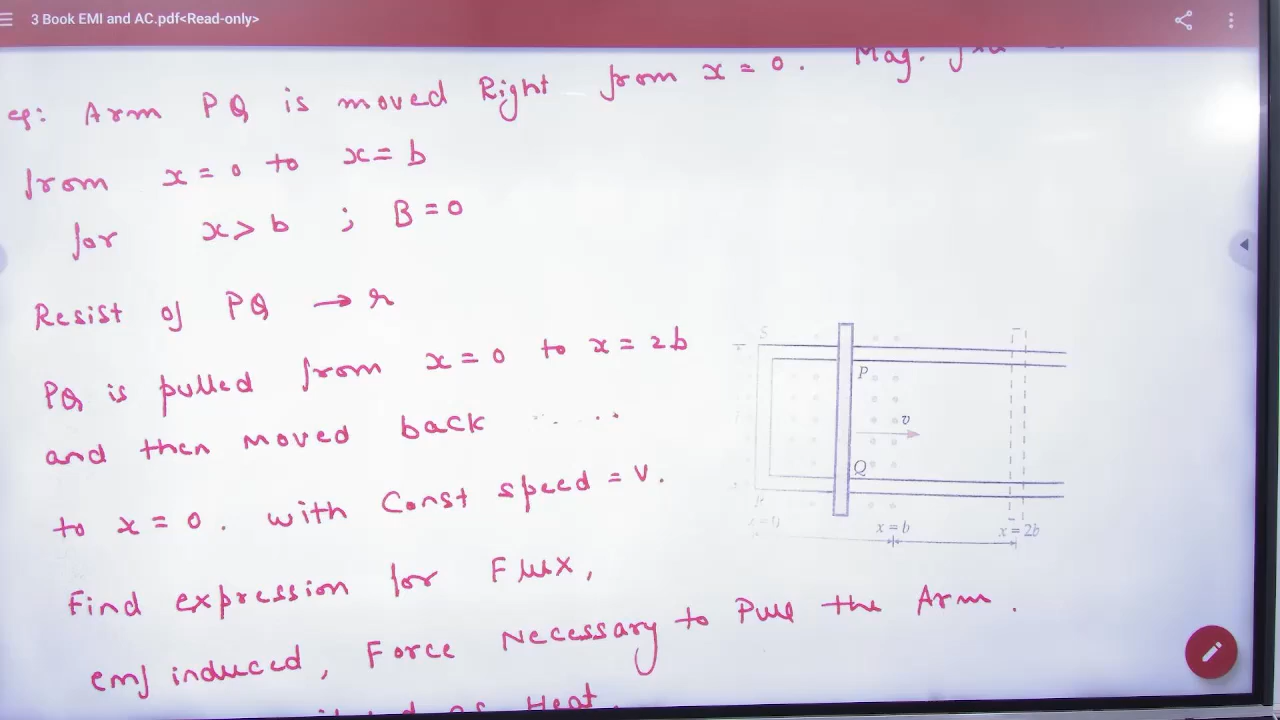 3 Book EMI and AC.pdf<Read-only>
eg: Arm PQ is moved Right from x = 0. Mag.
from x = 0 to x = b
for x > b ; B = 0
Resist of PQ → r
PQ is pulled from x = 0 to x = 2b
and then moved back
to x = 0. with Const speed = v.
Find expression for Flux,
emf induced, Force Necessary to Pull the Arm.
as Heat.
S
P
v
Q
x = b
x = 2b